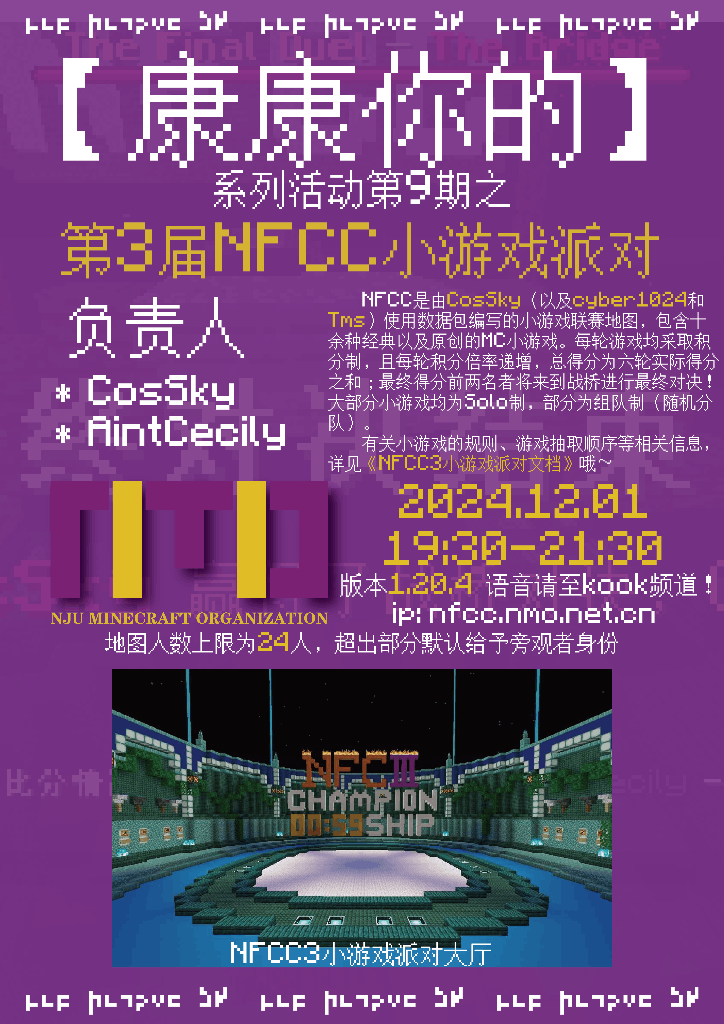 The Final Duel - The Bridge
【康康你的】
系列活动第9期之
第3届NFCC小游戏派对
负责人
* CosSky
* AintCecily
NFCC是由CosSky（以及cyber1024和
Tms）使用数据包编写的小游戏联赛地图，包含十
余种经典以及原创的MC小游戏。每轮游戏均采取积
分制，且每轮积分倍率递增，总得分为六轮实际得分
之和；最终得分前两名者将来到战桥进行最终对决！
大部分小游戏均为Solo制，部分为组队制（随机分
队）。
有关小游戏的规则、游戏抽取顺序等相关信息，
详见《NFCC3小游戏派对文档》哦～
NJU MINECRAFT ORGANIZATION
2024.12.01
19:30-21:30
版本1.20.4 语音请至kook频道！
ip: nfcc.nmo.net.cn
地图人数上限为24人，超出部分默认给予旁观者身份
NFCⅢ
CHAMPION
00:59SHIP
NFCC3小游戏派对大厅